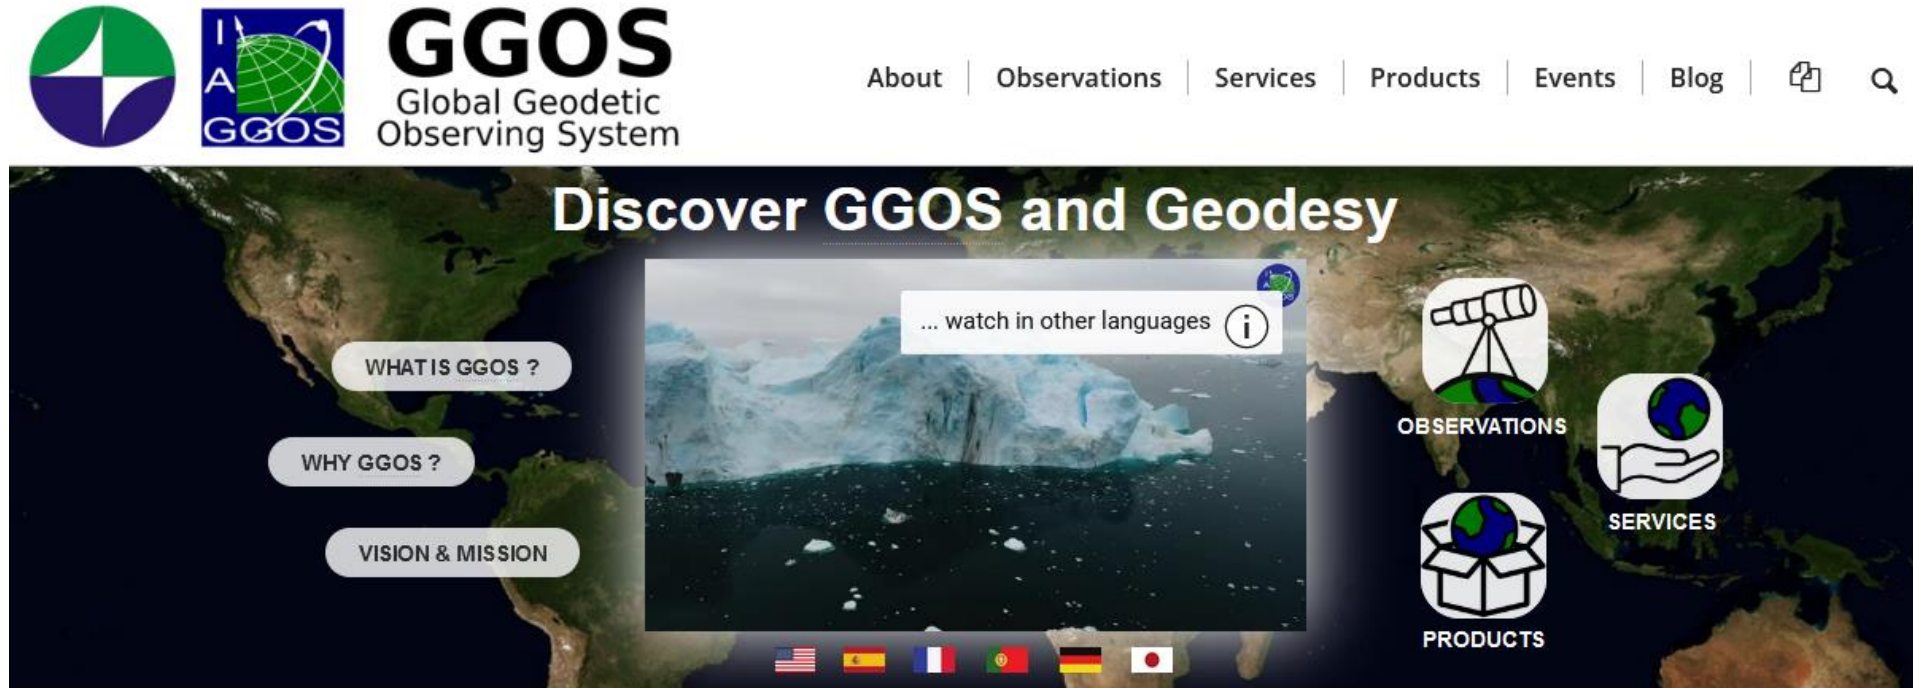 I
A
GGOS
GGOS
Global Geodetic
Observing System
About
Observations
Services
Products
Events
Blog
Discover GGOS and Geodesy
... watch in other languages
WHAT IS GGOS ?
WHY GGOS ?
VISION & MISSION
OBSERVATIONS
SERVICES
PRODUCTS